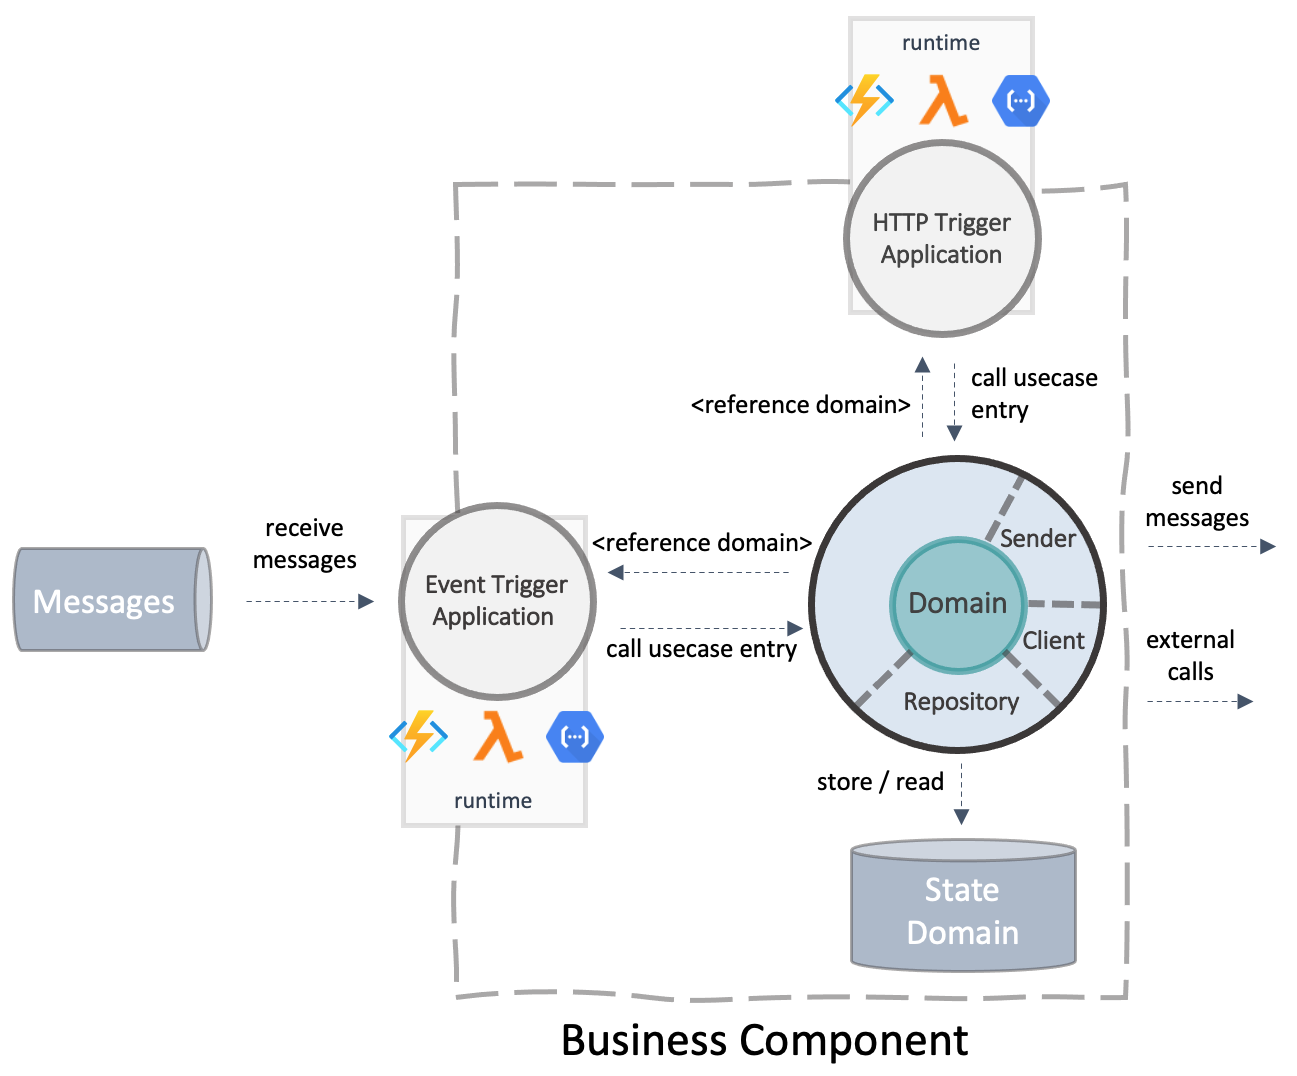 runtime
HTTP Trigger
Application
<reference domain>
call usecase
entry
receive
messages
Messages
Event Trigger
Application
runtime
<reference domain>
call usecase entry
Sender
Domain
Client
Repository
send
messages
external
calls
store / read
State
Domain
Business Component